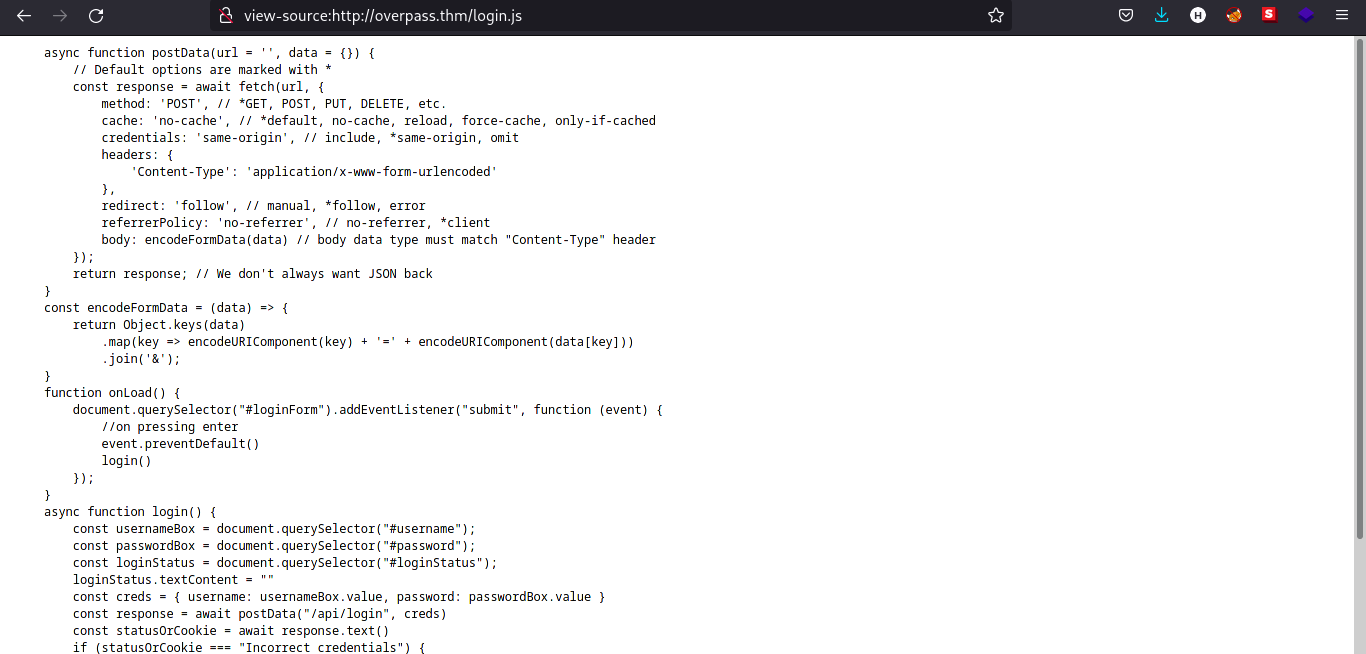 view-source:http://overpass.thm/login.js
H
S
async function postData(url = '', data = {}) {
    // Default options are marked with *
    const response = await fetch(url, {
        method: 'POST', // *GET, POST, PUT, DELETE, etc.
        cache: 'no-cache', // *default, no-cache, reload, force-cache, only-if-cached
        credentials: 'same-origin', // include, *same-origin, omit
        headers: {
            'Content-Type': 'application/x-www-form-urlencoded'
        },
        redirect: 'follow', // manual, *follow, error
        referrerPolicy: 'no-referrer', // no-referrer, *client
        body: encodeFormData(data) // body data type must match "Content-Type" header
    });
    return response; // We don't always want JSON back
}
const encodeFormData = (data) => {
    return Object.keys(data)
        .map(key => encodeURIComponent(key) + '=' + encodeURIComponent(data[key]))
        .join('&');
}
function onLoad() {
    document.querySelector("#loginForm").addEventListener("submit", function (event) {
        //on pressing enter
        event.preventDefault()
        login()
    });
}
async function login() {
    const usernameBox = document.querySelector("#username");
    const passwordBox = document.querySelector("#password");
    const loginStatus = document.querySelector("#loginStatus");
    loginStatus.textContent = ""
    const creds = { username: usernameBox.value, password: passwordBox.value }
    const response = await postData("/api/login", creds)
    const statusOrCookie = await response.text()
    if (statusOrCookie === "Incorrect credentials") {